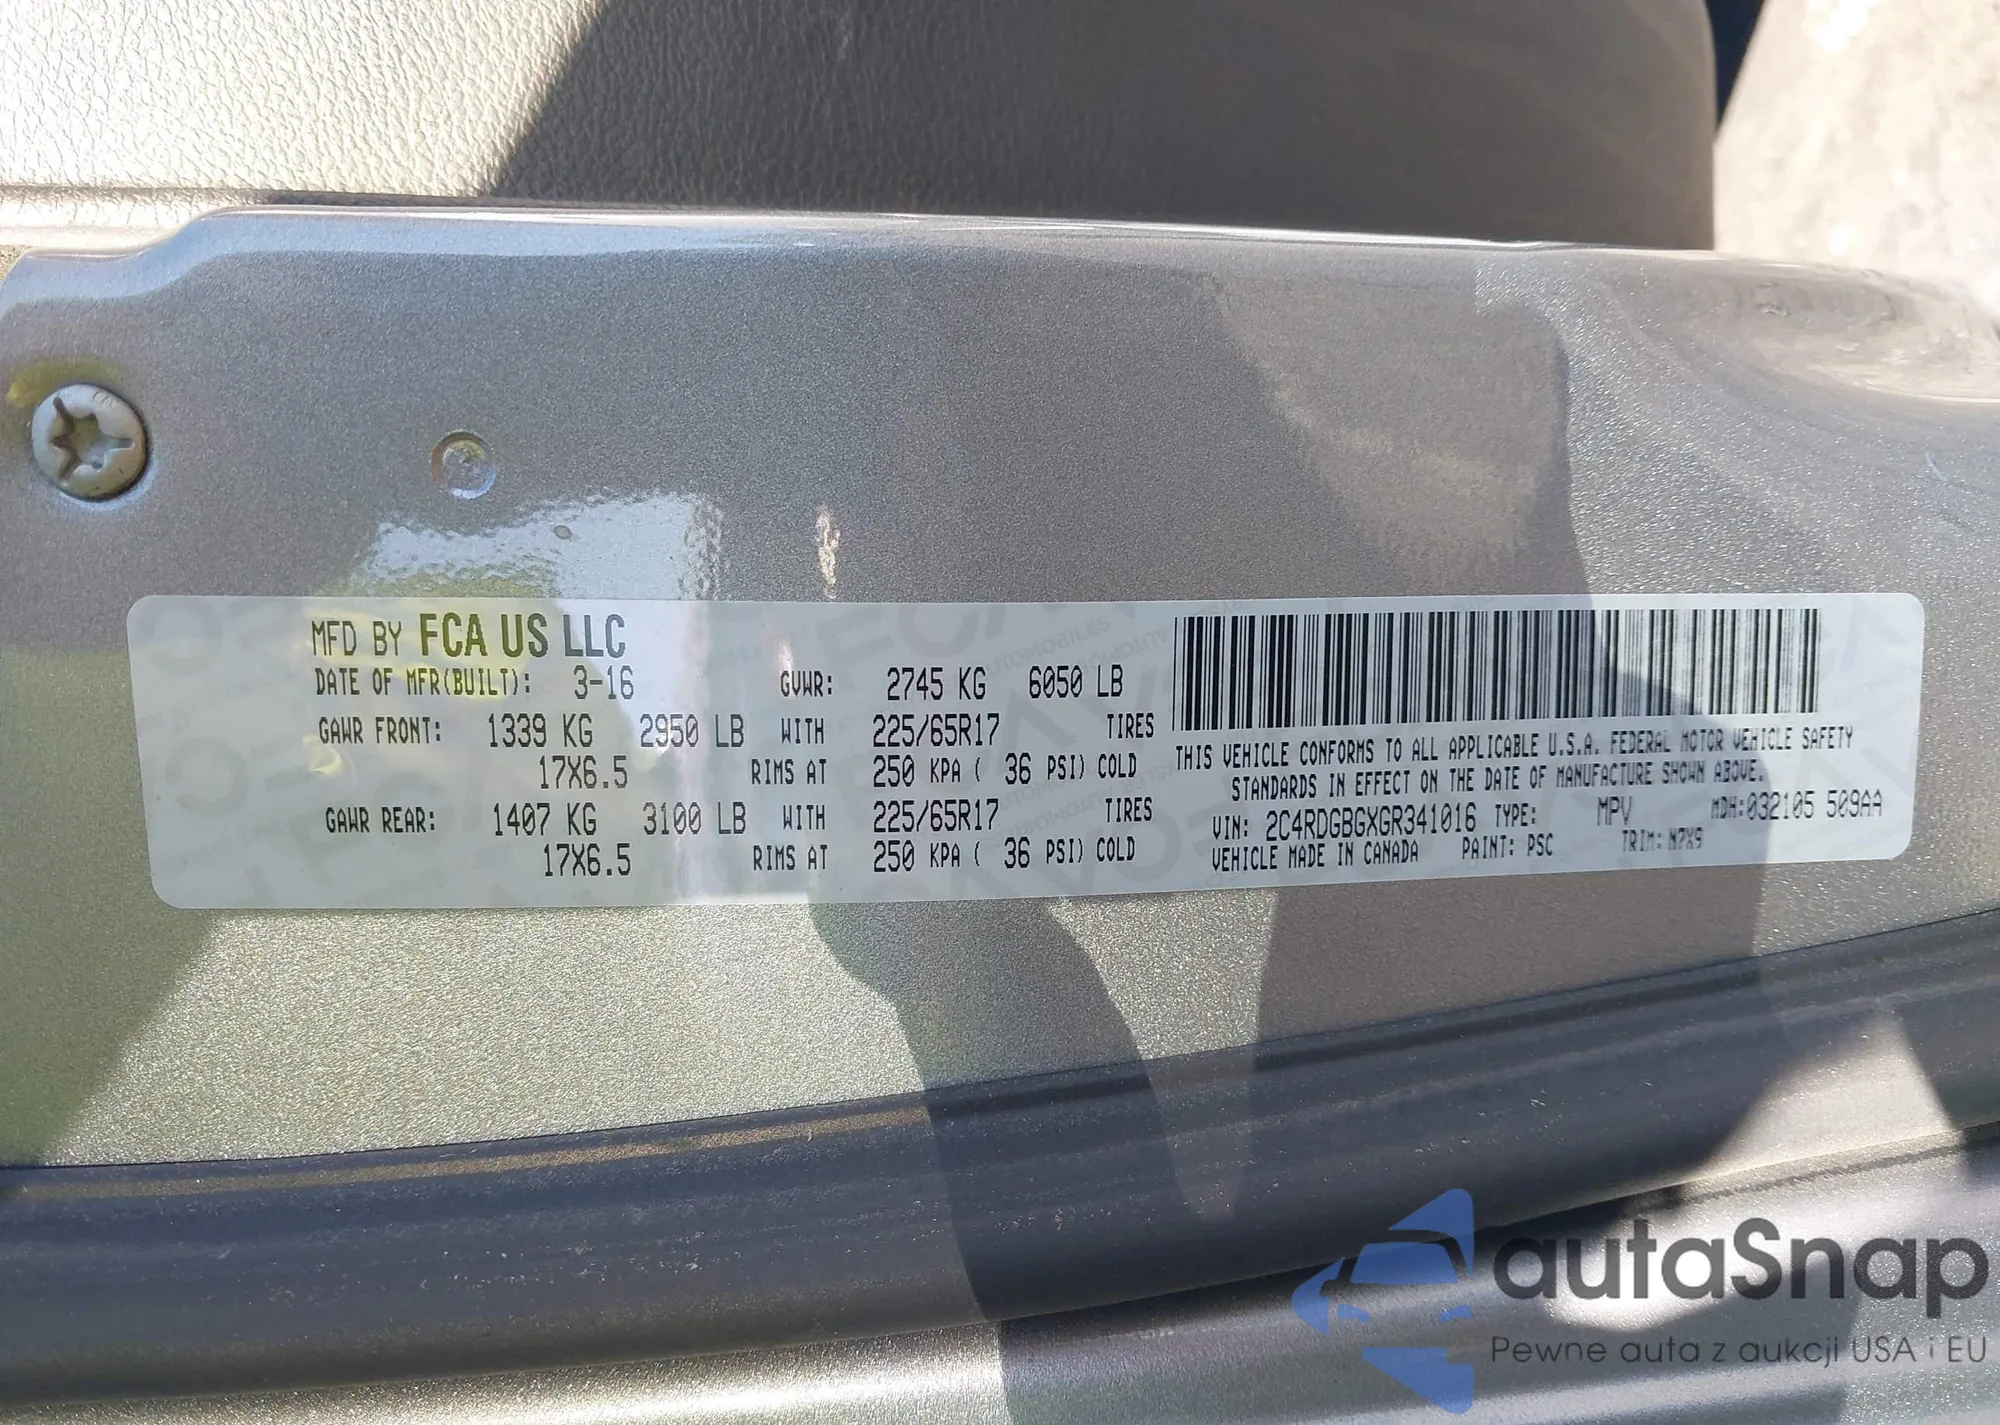 MFD BY FCA US LLC
DATE OF MFR(BUILT): 3-16 GVWR: 2745 KG 6050 LB
GAWR FRONT: 1339 KG 2950 LB WITH 225/65R17 TIRES
17X6.5 RIMS AT 250 KPA ( 36 PSI) COLD
GAWR REAR: 1407 KG 3100 LB WITH 225/65R17 TIRES
17X6.5 RIMS AT 250 KPA ( 36 PSI) COLD
THIS VEHICLE CONFORMS TO ALL APPLICABLE U.S.A. FEDERAL MOTOR VEHICLE SAFETY
STANDARDS IN EFFECT ON THE DATE OF MANUFACTURE SHOWN ABOVE.
VIN: 2C4RDGBGXGR341016 TYPE: MPV MDH:032105 509AA
VEHICLE MADE IN CANADA PAINT: PSC TRIM: N7X9
autaSnap
Pewne auta z aukcji USA i EU